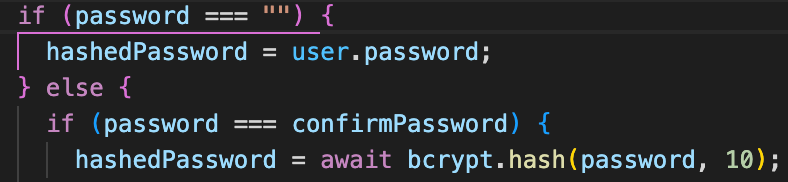 if (password === "") {
hashedPassword = user.password;
} else {
if (password === confirmPassword) {
hashedPassword = await bcrypt.hash(password, 10);